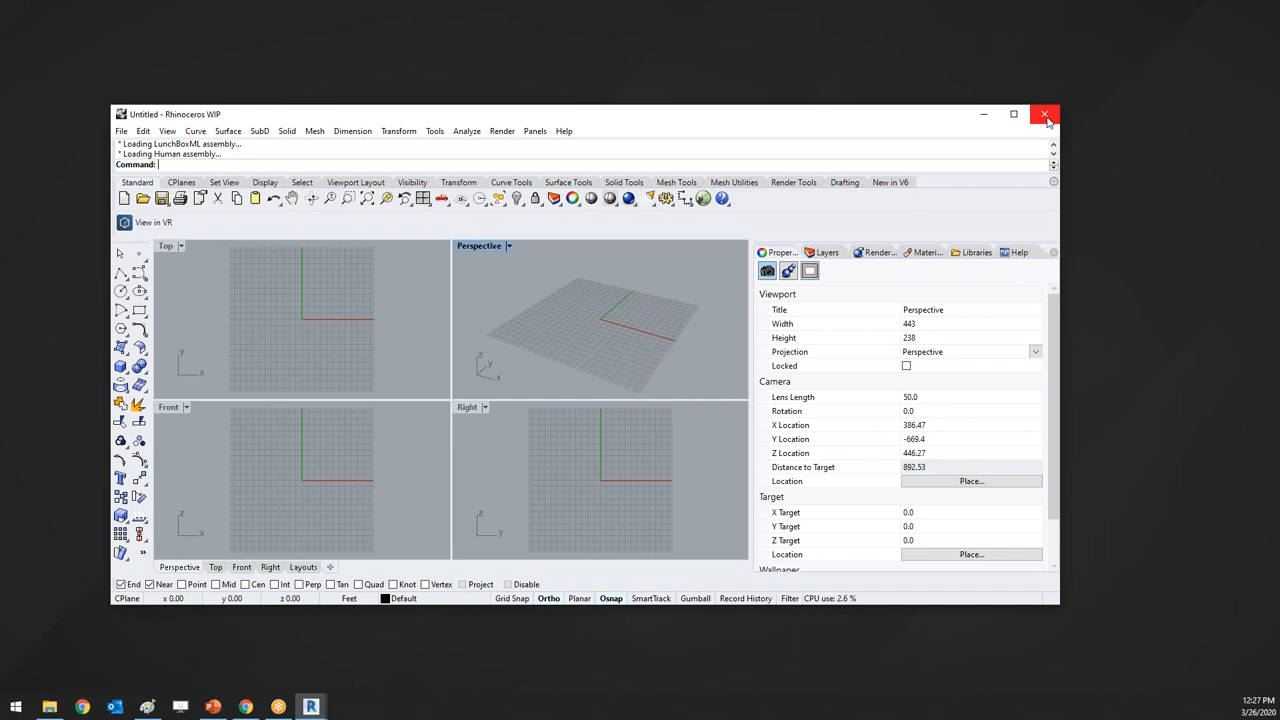 Untitled - Rhinoceros WIP
File Edit View Curve Surface SubD Solid Mesh Dimension Transform Tools Analyze Render Panels Help
* Loading LunchBoxML assembly...
* Loading Human assembly...
Command:
Standard CPlanes Set View Display Select Viewport Layout Visibility Transform Curve Tools Surface Tools Solid Tools Mesh Tools Mesh Utilities Render Tools Drafting New in V6
View in VR
Top Perspective
Proper... Layers Render... Materi... Libraries Help
Viewport
Title Perspective
Width 443
Height 238
Projection Perspective
Locked
Camera
Lens Length 50.0
Rotation 0.0
X Location 386.47
Y Location -669.4
Z Location 446.27
Distance to Target 892.53
Location Place...
Target
X Target 0.0
Y Target 0.0
Z Target 0.0
Location Place...
Wallpaper
y x
z y x
Front Right
z x
z y
Perspective Top Front Right Layouts
End Near Point Mid Cen Int Perp Tan Quad Knot Vertex Project Disable
CPlane x 0.00 y 0.00 z 0.00 Feet Default Grid Snap Ortho Planar Osnap SmartTrack Gumball Record History Filter CPU use: 2.6 %
12:27 PM
3/26/2020